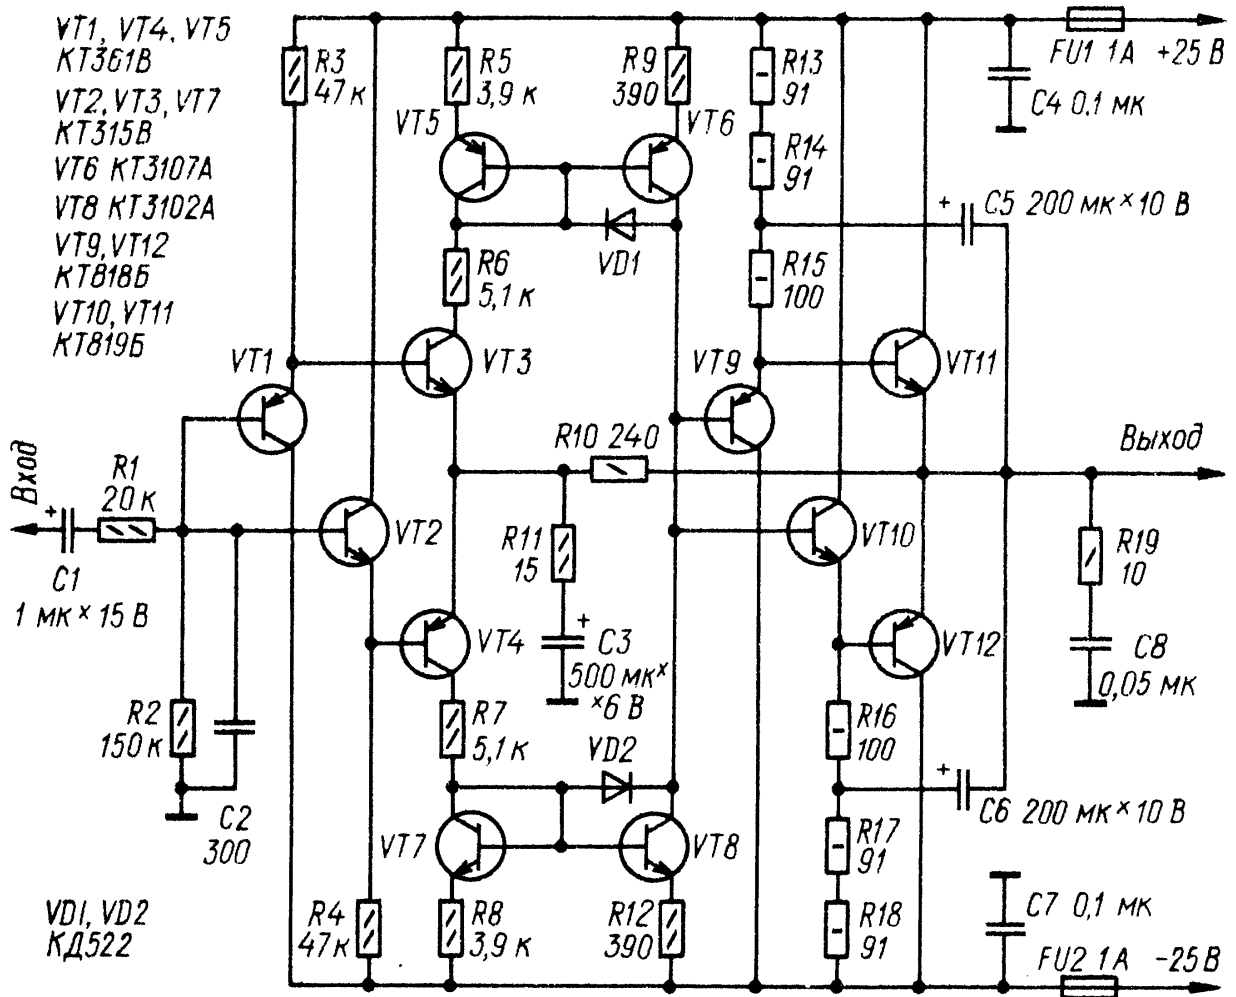 VT1, VT4, VT5
КТ361В
VT2, VT3, VT7
КТ315В
VT6 КТ3107А
VT8 КТ3102А
VT9, VT12
КТ818Б
VT10, VT11
КТ819Б
R3
47 к
R5
3,9 к
R9
390
R13
91
FU1 1А +25 В
C4 0,1 мк
VT5
VT6
R14
91
+
C5 200 мк × 10 В
VD1
R6
5,1 к
R15
100
VT1
VT3
VT9
VT11
Вход
R1
20 к
+
R10 240
Выход
C1
1 мк × 15 В
VT2
R11
15
VT10
R19
10
VT4
+
C3
500 мк ×
× 6 В
VT12
C8
0,05 мк
R2
150 к
R7
5,1 к
VD2
R16
100
C2
300
VT7
VT8
+
C6 200 мк × 10 В
R17
91
VD1, VD2
КД522
R4
47 к
R8
3,9 к
R12
390
R18
91
C7 0,1 мк
FU2 1А -25 В